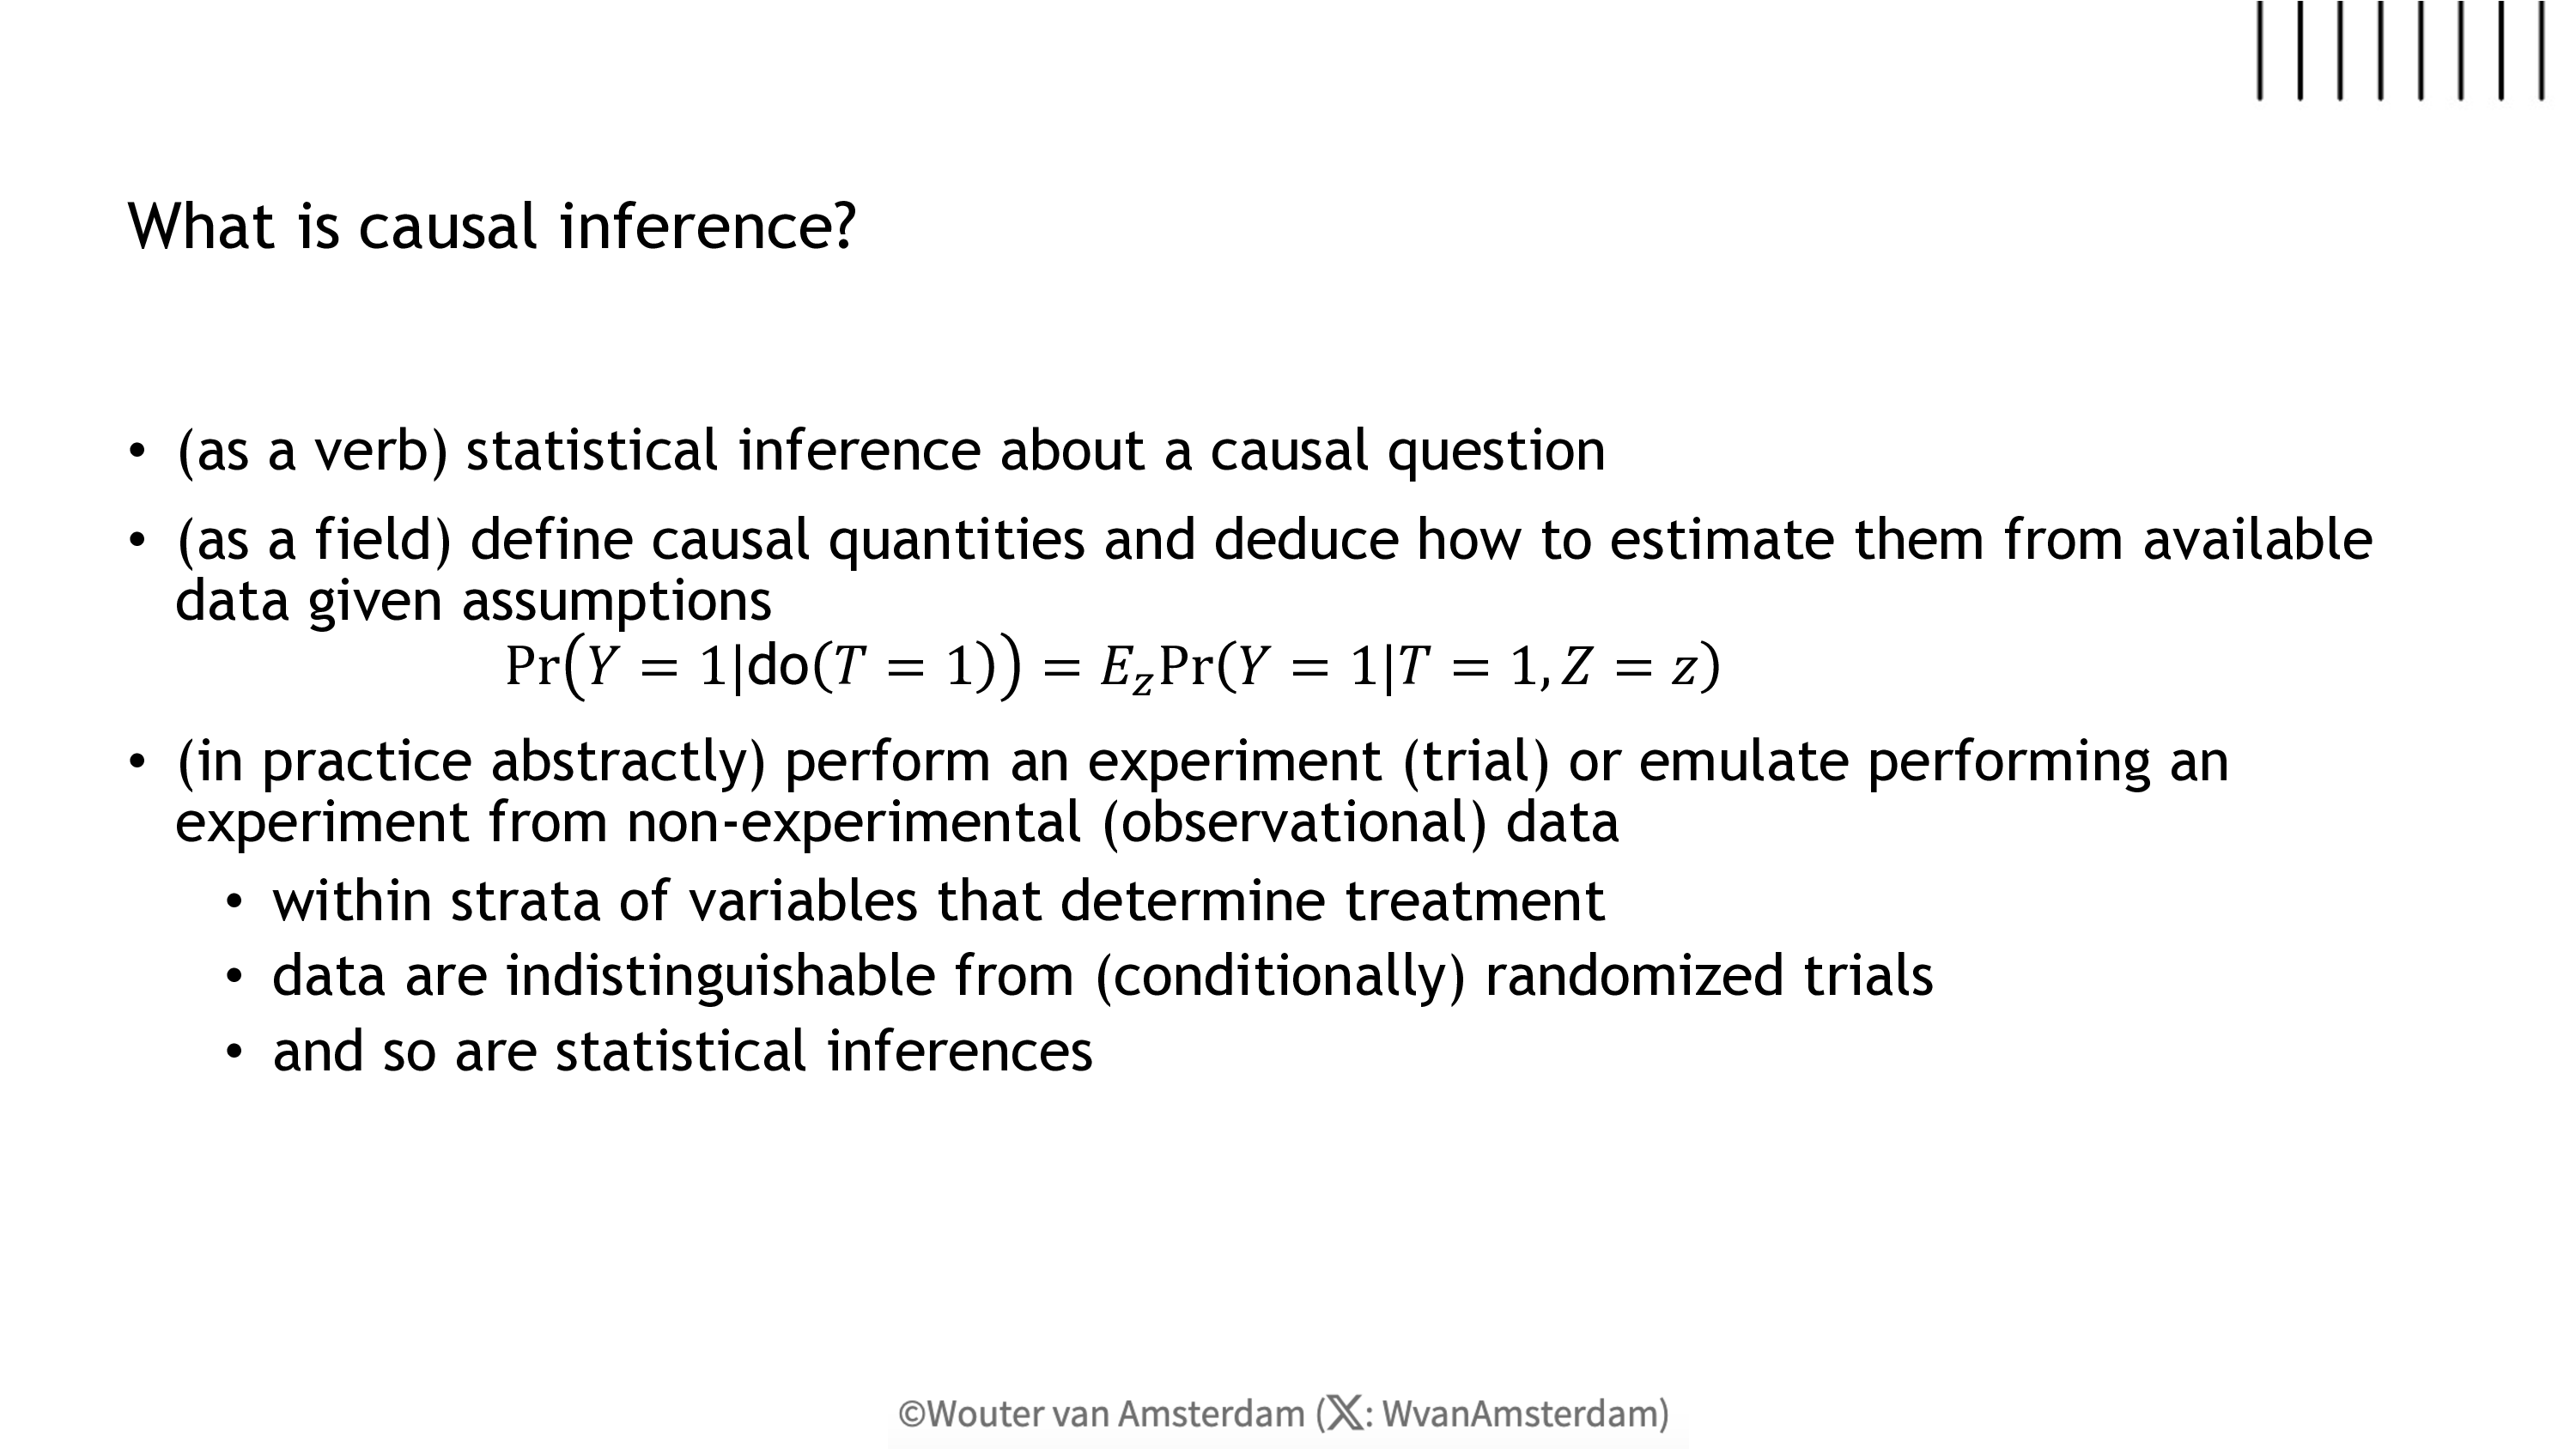 What is causal inference?
• (as a verb) statistical inference about a causal question
• (as a field) define causal quantities and deduce how to estimate them from available
data given assumptions
Pr(Y = 1|do(T = 1)) = E_z Pr(Y = 1|T = 1, Z = z)
• (in practice abstractly) perform an experiment (trial) or emulate performing an
experiment from non-experimental (observational) data
• within strata of variables that determine treatment
• data are indistinguishable from (conditionally) randomized trials
• and so are statistical inferences
©Wouter van Amsterdam (𝕏: WvanAmsterdam)